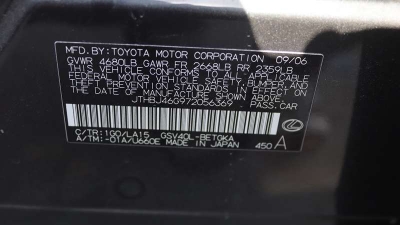 MFD. BY TOYOTA MOTOR CORPORATION 09/06
GVWR 4680LB GAWR FR 2668LB RR 2359LB
THIS VEHICLE CONFORMS TO ALL APPLICABLE
FEDERAL MOTOR VEHICLE SAFETY, BUMPER, AND
THEFT PREVENTION STANDARDS IN EFFECT ON
THE DATE OF MANUFACTURE SHOWN ABOVE.
JTHBJ46G972056369 PASS. CAR
C/TR: 1G0/LA15 GSV40L-BETGKA
A/TM: -01A/U660E MADE IN JAPAN 450 A